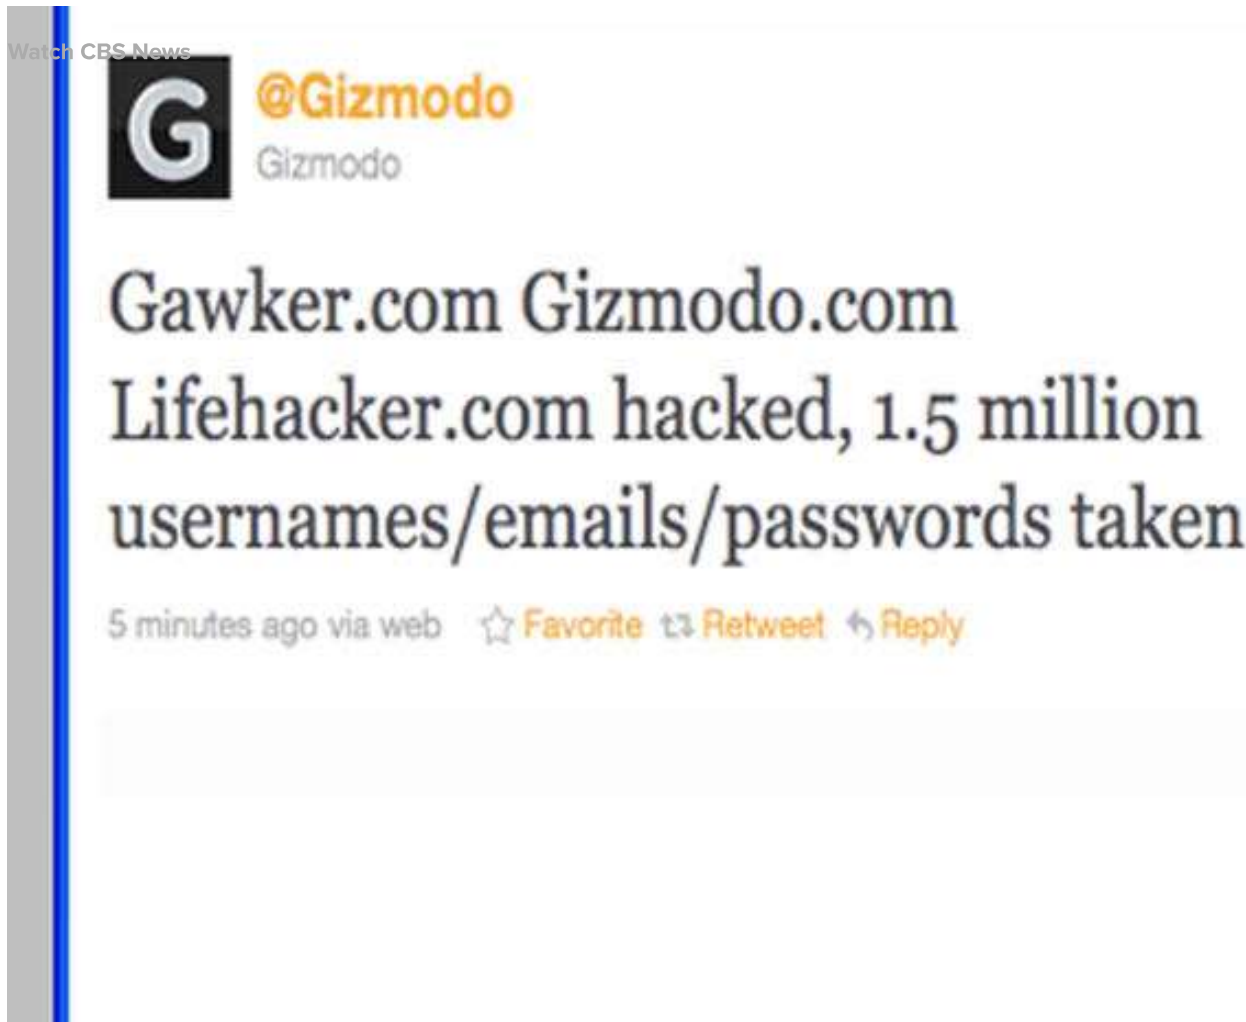 Watch CBS News
G
@Gizmodo
Gizmodo
Gawker.com Gizmodo.com
Lifehacker.com hacked, 1.5 million
usernames/emails/passwords taken
5 minutes ago via web Favorite Retweet Reply